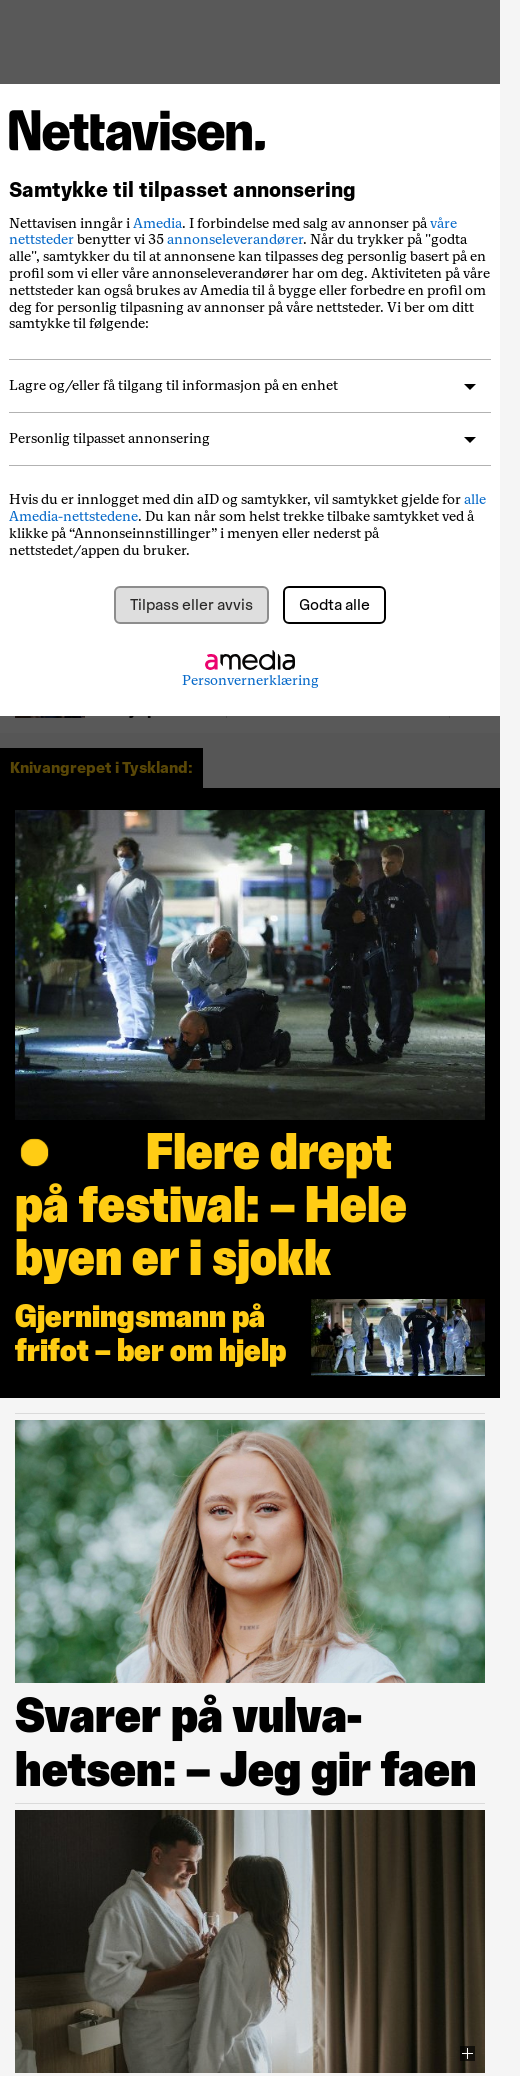 Nettavisen.
Samtykke til tilpasset annonsering
Nettavisen inngår i Amedia. I forbindelse med salg av annonser på våre
nettsteder benytter vi 35 annonseleverandører. Når du trykker på "godta
alle", samtykker du til at annonsene kan tilpasses deg personlig basert på en
profil som vi eller våre annonseleverandører har om deg. Aktiviteten på våre
nettsteder kan også brukes av Amedia til å bygge eller forbedre en profil om
deg for personlig tilpasning av annonser på våre nettsteder. Vi ber om ditt
samtykke til følgende:
Lagre og/eller få tilgang til informasjon på en enhet
Personlig tilpasset annonsering
Hvis du er innlogget med din aID og samtykker, vil samtykket gjelde for alle
Amedia-nettstedene. Du kan når som helst trekke tilbake samtykket ved å
klikke på “Annonseinnstillinger” i menyen eller nederst på
nettstedet/appen du bruker.
Tilpass eller avvis
Godta alle
amedia
Personvernerklæring
Knivangrepet i Tyskland:
Flere drept
på festival: – Hele
byen er i sjokk
Gjerningsmann på
frifot – ber om hjelp
Svarer på vulva-
hetsen: – Jeg gir faen